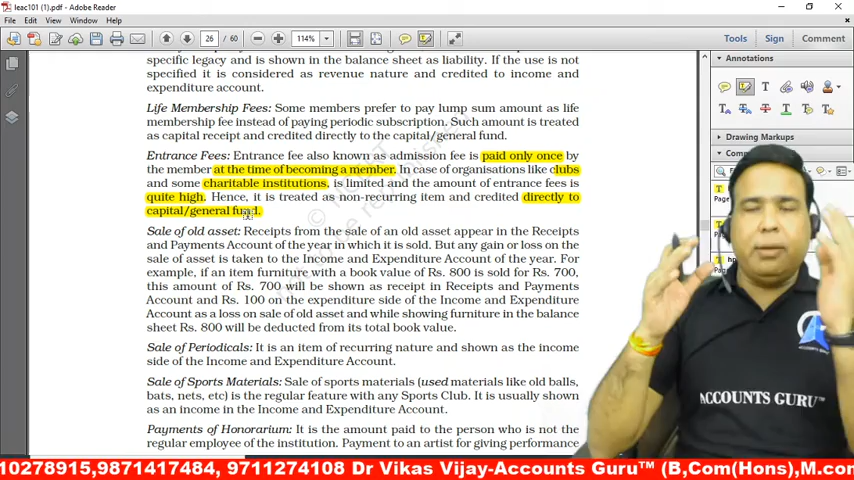 leac101 (1).pdf - Adobe Reader
File Edit View Window Help
26 / 60 114% Tools Sign Comment
specific legacy and is shown in the balance sheet as liability. If the use is not
specified it is considered as revenue nature and credited to income and
expenditure account.
Life Membership Fees: Some members prefer to pay lump sum amount as life
membership fee instead of paying periodic subscription. Such amount is treated
as capital receipt and credited directly to the capital/general fund.
Entrance Fees: Entrance fee also known as admission fee is paid only once by
the member at the time of becoming a member. In case of organisations like clubs
and some charitable institutions, is limited and the amount of entrance fees is
quite high. Hence, it is treated as non-recurring item and credited directly to
capital/general fund.
Sale of old asset: Receipts from the sale of an old asset appear in the Receipts
and Payments Account of the year in which it is sold. But any gain or loss on the
sale of asset is taken to the Income and Expenditure Account of the year. For
example, if an item furniture with a book value of Rs. 800 is sold for Rs. 700,
this amount of Rs. 700 will be shown as receipt in Receipts and Payments
Account and Rs. 100 on the expenditure side of the Income and Expenditure
Account as a loss on sale of old asset and while showing furniture in the balance
sheet Rs. 800 will be deducted from its total book value.
Sale of Periodicals: It is an item of recurring nature and shown as the income
side of the Income and Expenditure Account.
Sale of Sports Materials: Sale of sports materials (used materials like old balls,
bats, nets, etc) is the regular feature with any Sports Club. It is usually shown
as an income in the Income and Expenditure Account.
Payments of Honorarium: It is the amount paid to the person who is not the
regular employee of the institution. Payment to an artist for giving performance
Annotations
Drawing Markups
Page
Page
ACCOUNTS GURU™
10278915,9871417484, 9711274108 Dr Vikas Vijay-Accounts Guru™ (B,Com(Hons),M.com